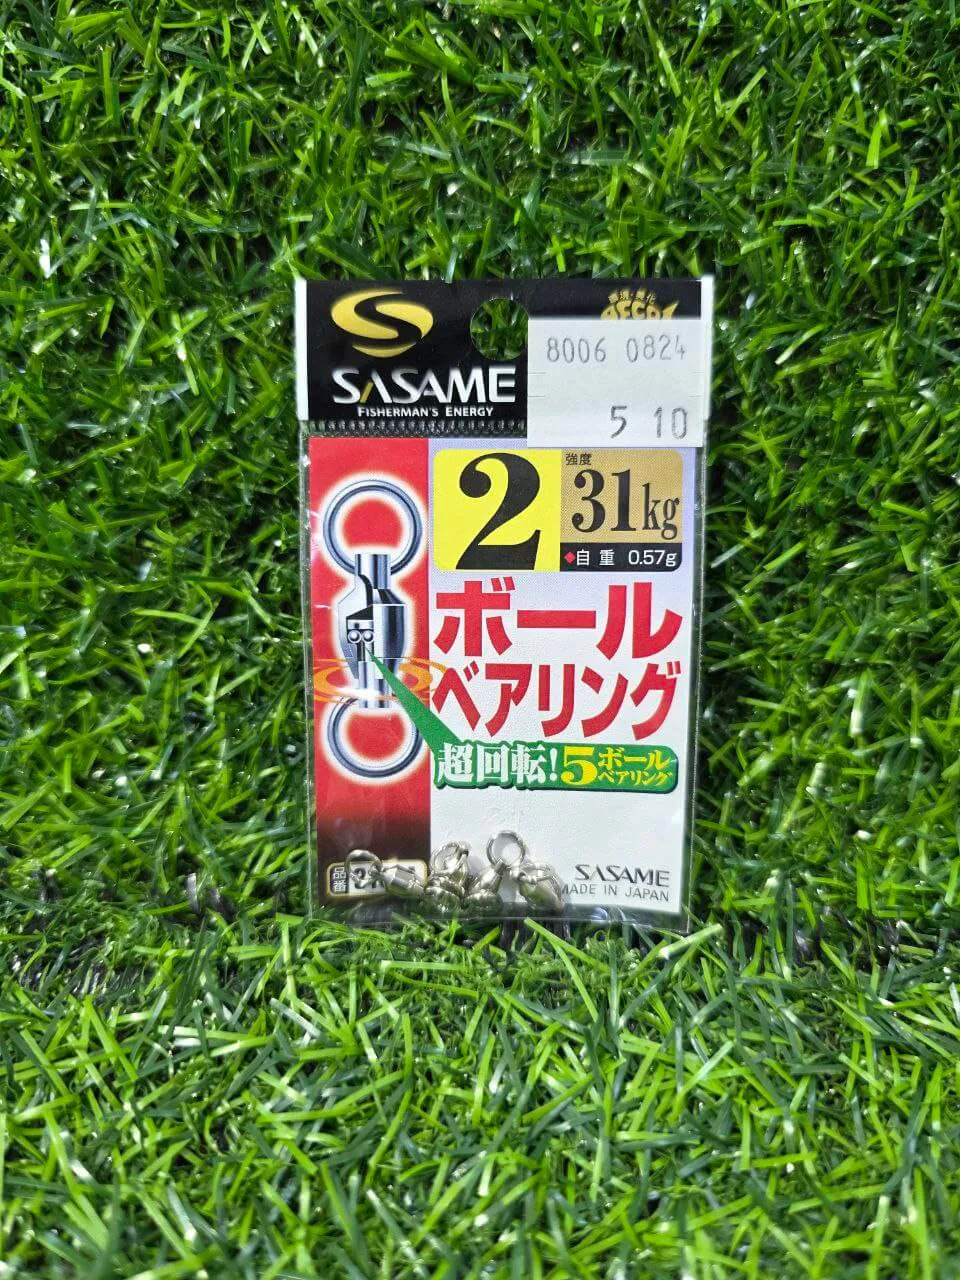 SASAME
FISHERMAN'S ENERGY
8006 0824
5 10
2
強度
31kg
◆自重 0.57g
ボール
ベアリング
超回転!5ボール
ベアリング
品番
SASAME
MADE IN JAPAN